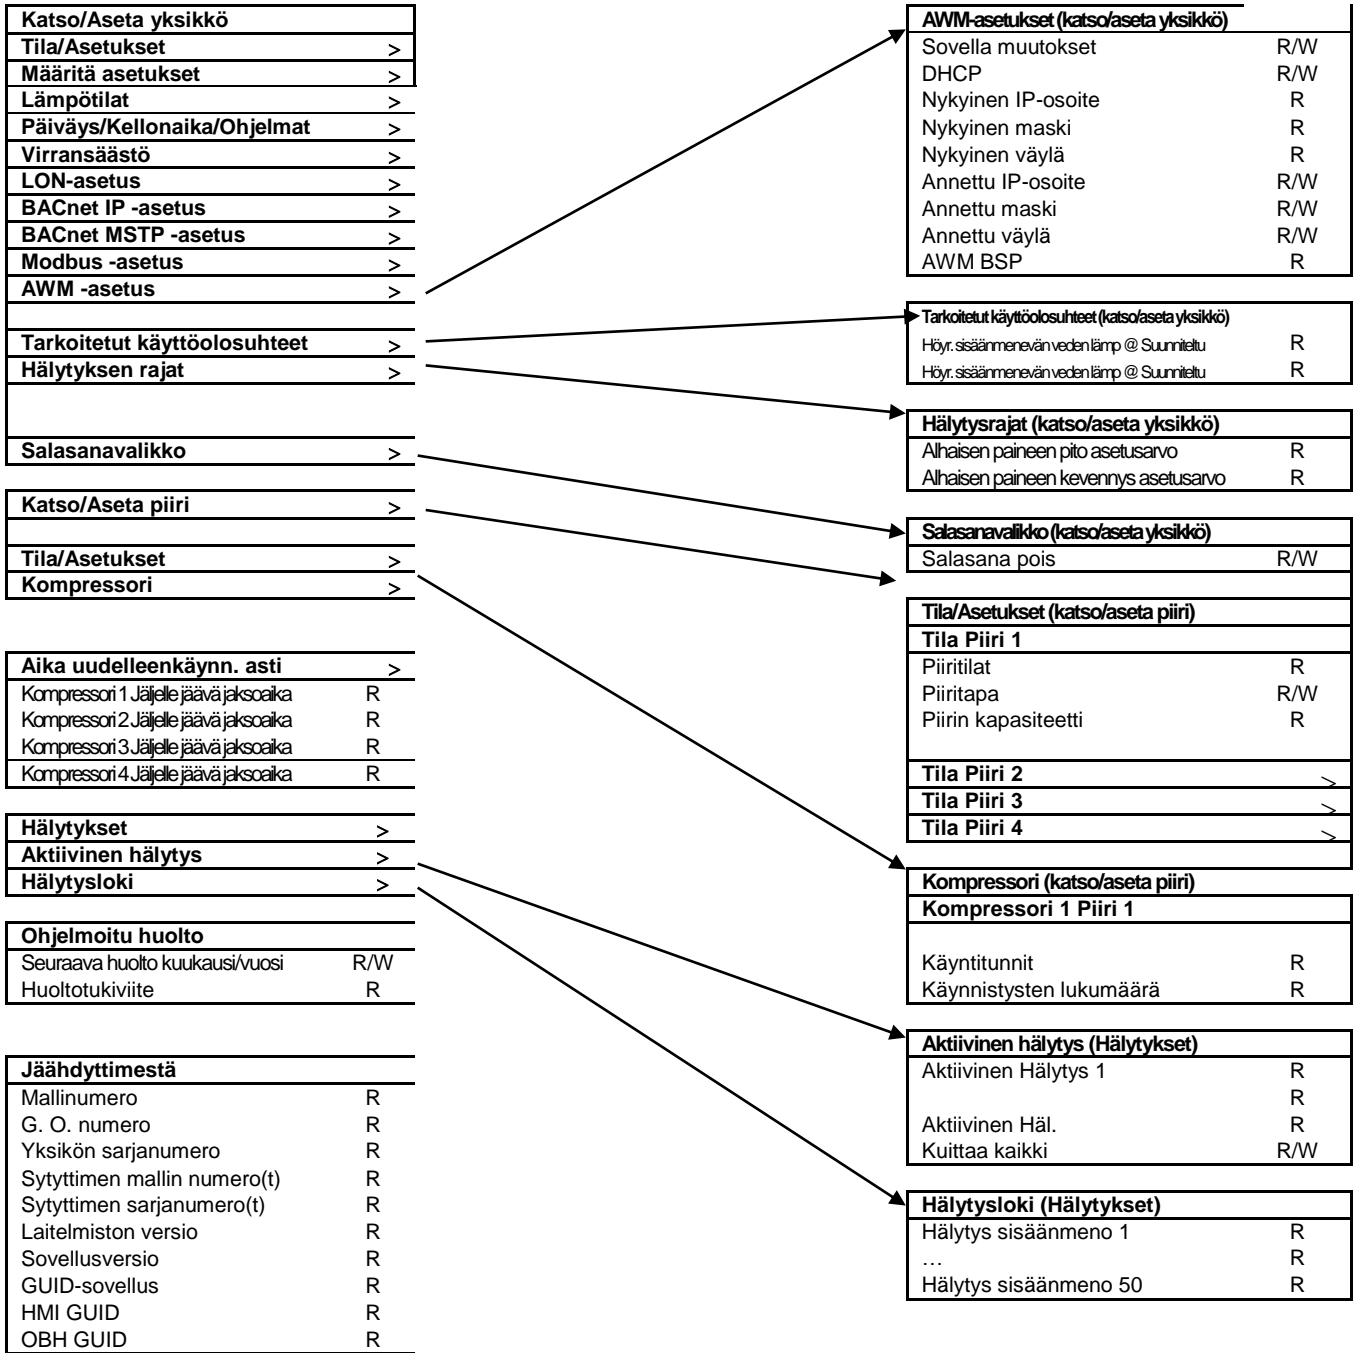 Katso/Aseta yksikkö
Tila/Asetukset >
Määritä asetukset >
Lämpötilat >
Päiväys/Kellonaika/Ohjelmat >
Virransäästö >
LON-asetus >
BACnet IP -asetus >
BACnet MSTP -asetus >
Modbus -asetus >
AWM -asetus >
Tarkoitetut käyttöolosuhteet >
Hälytyksen rajat >
Salasanavalikko >
Katso/Aseta piiri >
Tila/Asetukset >
Kompressori >
Aika uudelleenkäynn. asti >
Kompressori 1 Jäljelle jäävä jaksoaika R
Kompressori 2 Jäljelle jäävä jaksoaika R
Kompressori 3 Jäljelle jäävä jaksoaika R
Kompressori 4 Jäljelle jäävä jaksoaika R
Hälytykset >
Aktiivinen hälytys >
Hälytysloki >
Ohjelmoitu huolto
Seuraava huolto kuukausi/vuosi R/W
Huoltotukiviite R
Jäähdyttimestä
Mallinumero R
G. O. numero R
Yksikön sarjanumero R
Sytyttimen mallin numero(t) R
Sytyttimen sarjanumero(t) R
Laitelmiston versio R
Sovellusversio R
GUID-sovellus R
HMI GUID R
OBH GUID R
AWM-asetukset (katso/aseta yksikkö)
Sovella muutokset R/W
DHCP R/W
Nykyinen IP-osoite R
Nykyinen maski R
Nykyinen väylä R
Annettu IP-osoite R/W
Annettu maski R/W
Annettu väylä R/W
AWM BSP R
Tarkoitetut käyttöolosuhteet (katso/aseta yksikkö)
Höyr. sisäänmenevän veden lämp @ Suunniteltu R
Höyr. sisäänmenevän veden lämp @ Suunniteltu R
Hälytysrajat (katso/aseta yksikkö)
Alhaisen paineen pito asetusarvo R
Alhaisen paineen kevennys asetusarvo R
Salasanavalikko (katso/aseta yksikkö)
Salasana pois R/W
Tila/Asetukset (katso/aseta piiri)
Tila Piiri 1
Piiritilat R
Piiritapa R/W
Piirin kapasiteetti R
Tila Piiri 2 >
Tila Piiri 3 >
Tila Piiri 4 >
Kompressori (katso/aseta piiri)
Kompressori 1 Piiri 1
Käyntitunnit R
Käynnistysten lukumäärä R
Aktiivinen hälytys (Hälytykset)
Aktiivinen Hälytys 1 R
R
Aktiivinen Häl. R
Kuittaa kaikki R/W
Hälytysloki (Hälytykset)
Hälytys sisäänmeno 1 R
… R
Hälytys sisäänmeno 50 R